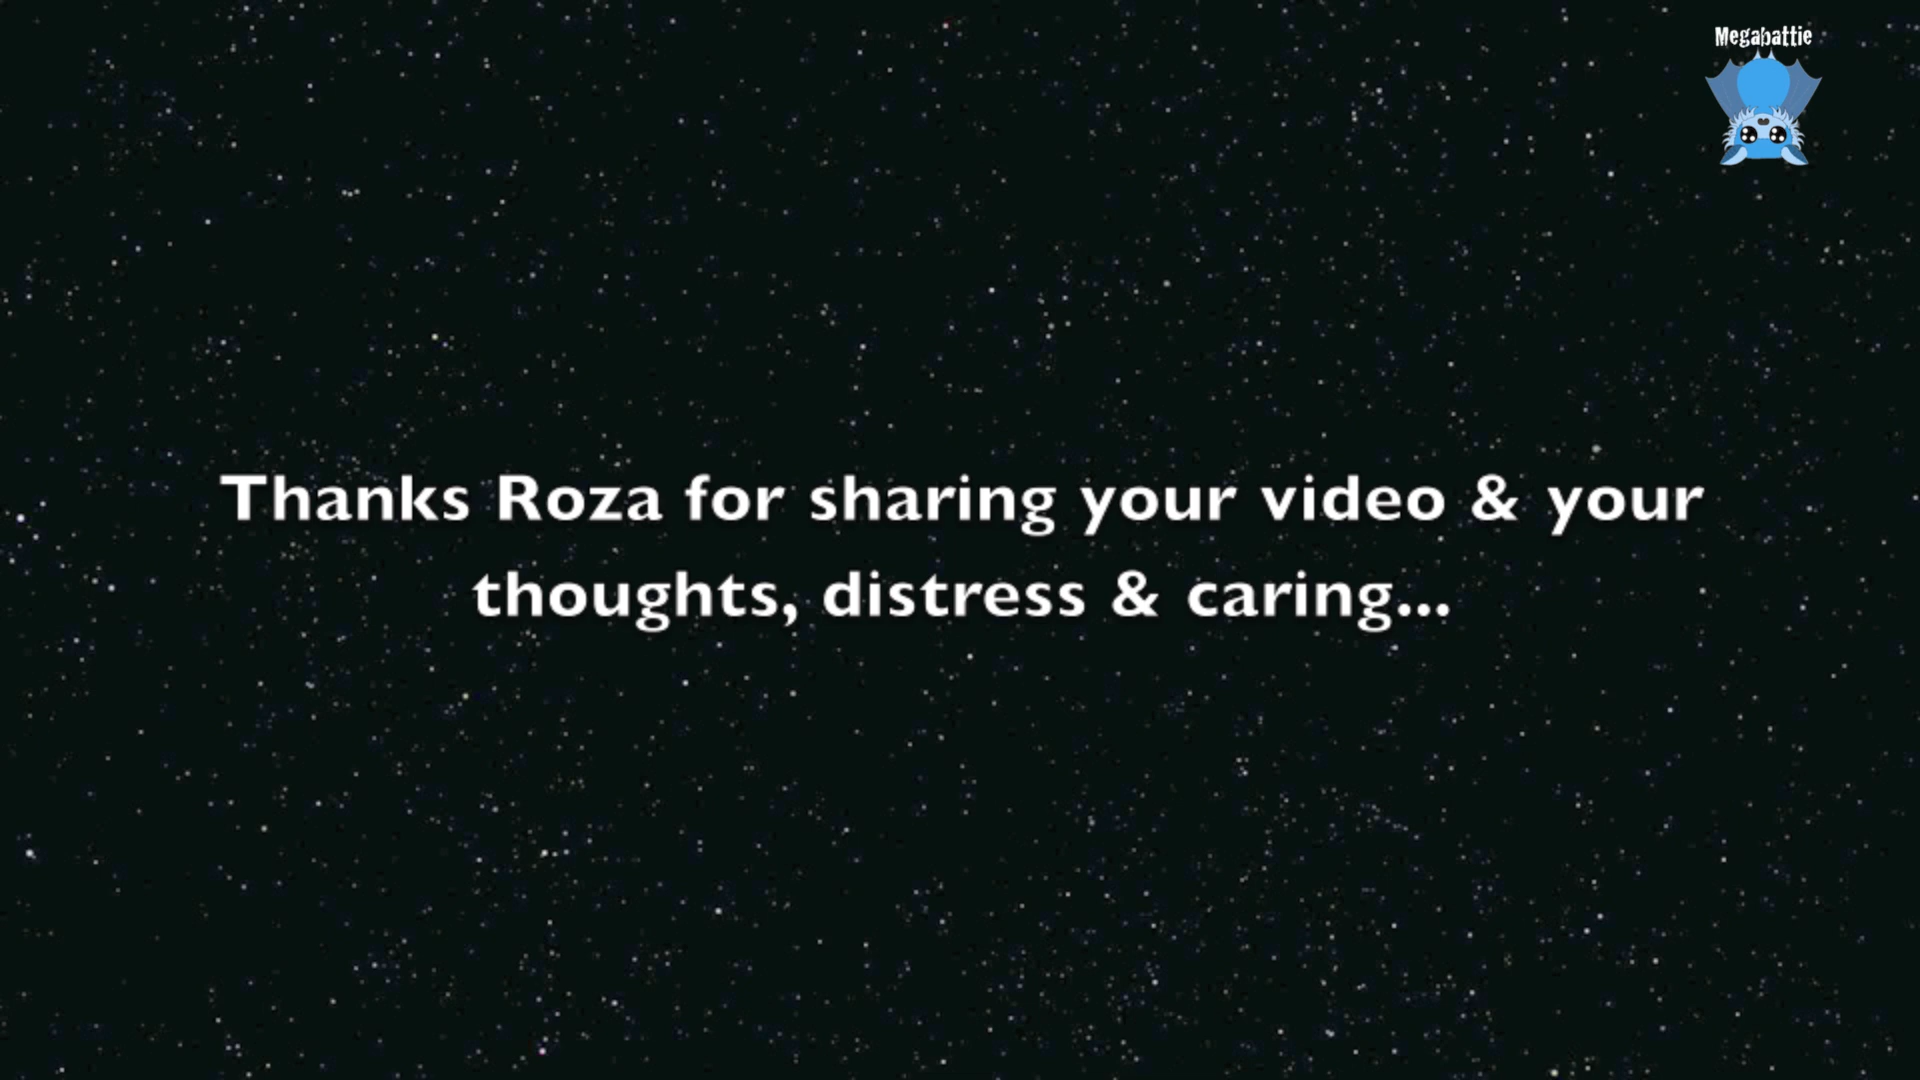 Megabattie
Thanks Roza for sharing your video & your
thoughts, distress & caring...